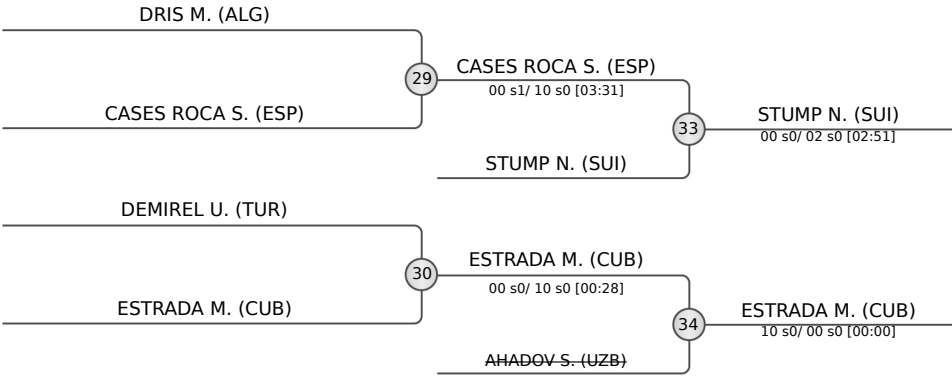 DRIS M. (ALG)
29
CASES ROCA S. (ESP)
00 s1/ 10 s0 [03:31]
CASES ROCA S. (ESP)
33
STUMP N. (SUI)
00 s0/ 02 s0 [02:51]
STUMP N. (SUI)
DEMIREL U. (TUR)
30
ESTRADA M. (CUB)
00 s0/ 10 s0 [00:28]
ESTRADA M. (CUB)
34
ESTRADA M. (CUB)
10 s0/ 00 s0 [00:00]
AHADOV S. (UZB)